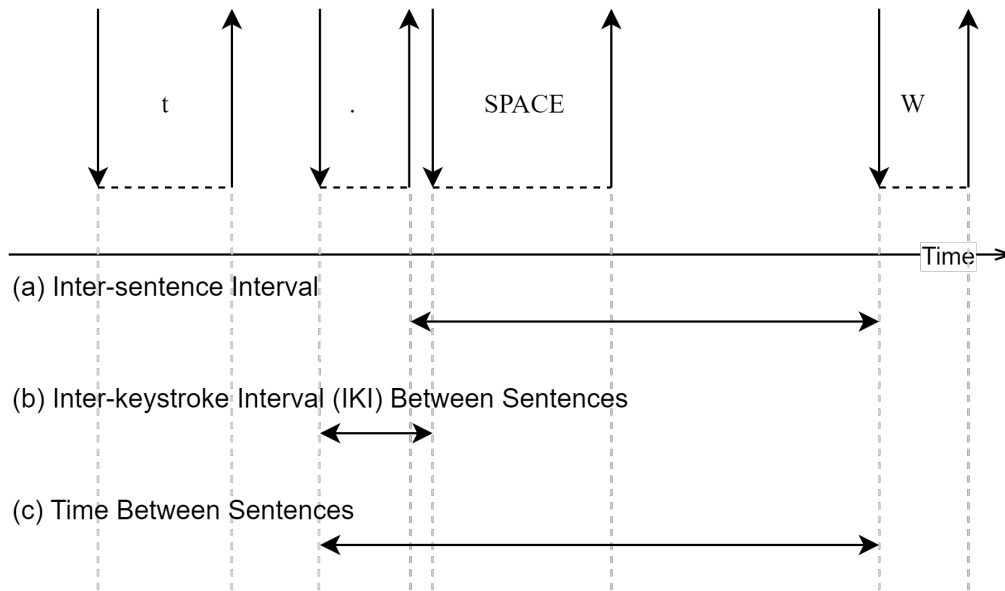 t . SPACE W
Time
(a) Inter-sentence Interval
(b) Inter-keystroke Interval (IKI) Between Sentences
(c) Time Between Sentences